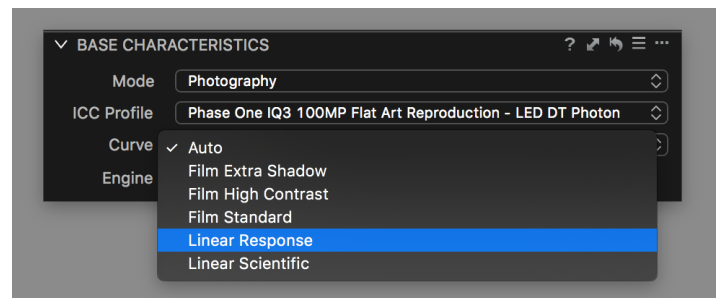 BASE CHARACTERISTICS ?
Mode Photography
ICC Profile Phase One IQ3 100MP Flat Art Reproduction - LED DT Photon
Curve ✓ Auto
Film Extra Shadow
Engine
Film High Contrast
Film Standard
Linear Response
Linear Scientific